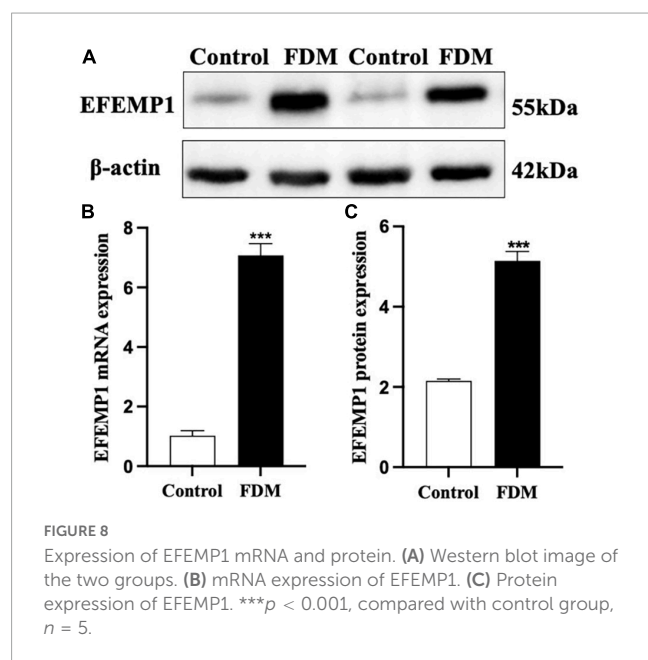 A
Control FDM Control FDM
EFEMP1
55kDa
β-actin
42kDa
B
EFEMP1 mRNA expression
8
6
4
2
0
***
Control FDM
C
EFEMP1 protein expression
6
4
2
0
***
Control FDM
FIGURE 8
Expression of EFEMP1 mRNA and protein. (A) Western blot image of
the two groups. (B) mRNA expression of EFEMP1. (C) Protein
expression of EFEMP1. ***p < 0.001, compared with control group,
n = 5.